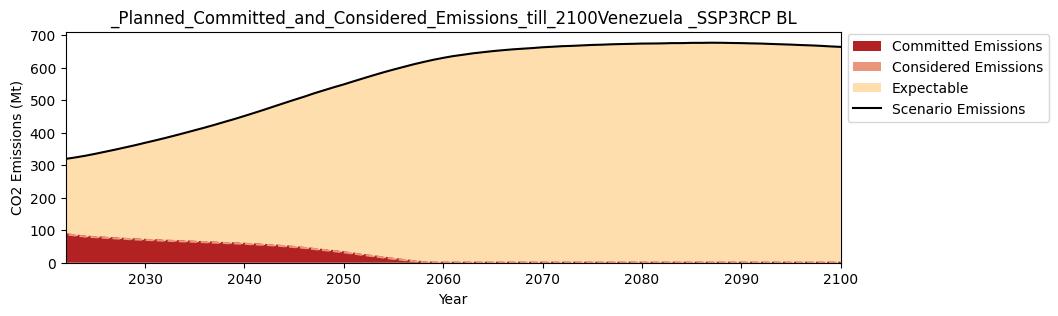 _Planned_Committed_and_Considered_Emissions_till_2100Venezuela _SSP3RCP BL
700
600
500
400
300
200
100
0
CO2 Emissions (Mt)
2030
2040
2050
2060
2070
2080
2090
2100
Year
Committed Emissions
Considered Emissions
Expectable
Scenario Emissions